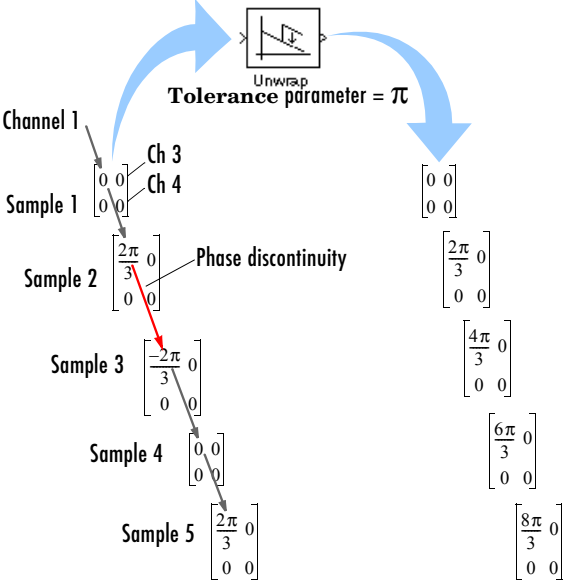 Unwrap
Tolerance parameter = π
Channel 1
Ch 3
Ch 4
Sample 1
0 0
0 0
0 0
0 0
Sample 2
2π/3 0
0 0
Phase discontinuity
2π/3 0
0 0
Sample 3
-2π/3 0
0 0
4π/3 0
0 0
Sample 4
0 0
0 0
6π/3 0
0 0
Sample 5
2π/3 0
0 0
8π/3 0
0 0